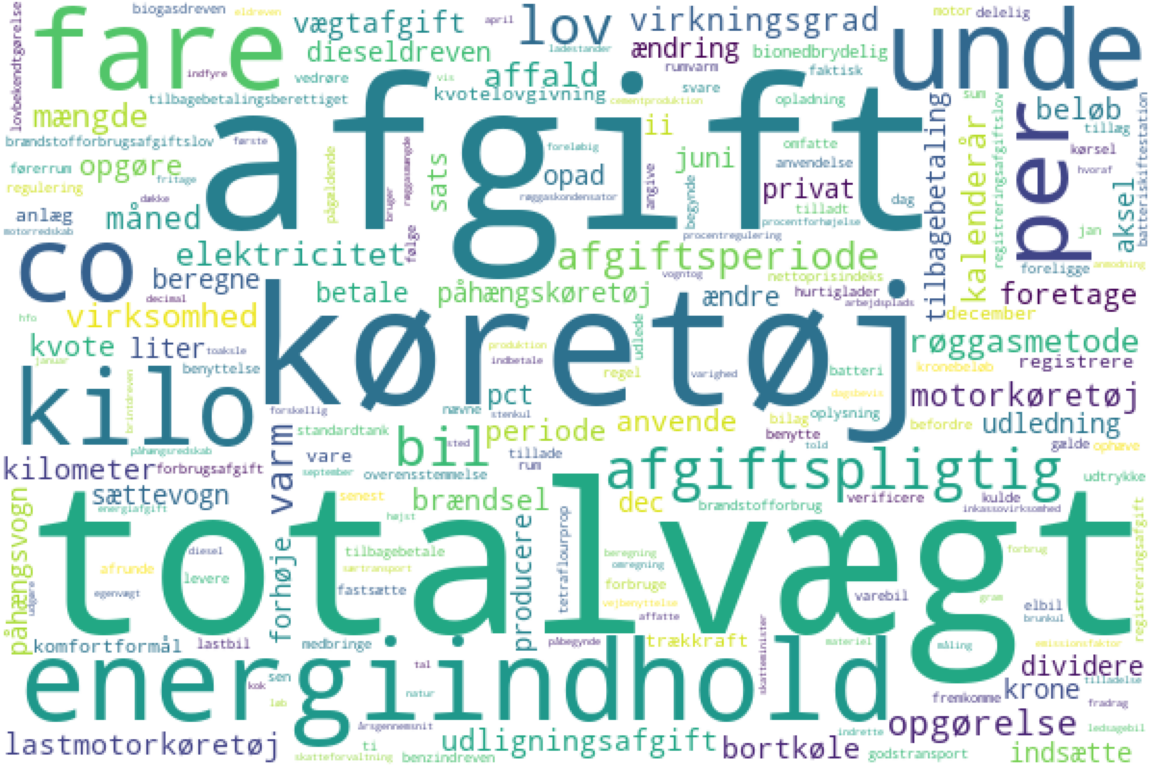 biogasdreven
eldreven
vægtafgift
april
lov
ladestander
virkningsgrad
motor
delelig
lovbekendtgørelse
fare
indfyre
dieseldreven
vis
ændring
bionedbrydelig
unde
vedrøre
affald
rumvarm
svare
faktisk
mængde
tilbagebetalingsberettiget
kvotelovgivning
cementproduktion
opladning
sum
beløb
brændstofforbrugsafgiftslov
første
afgift
foreløbig
ii
omfatte
tillæg
førerrum
opgøre
fritage
pågældende
bruger
røggasmængde
sats
opad
juni
anvendelse
tilbagebetaling
kalenderår
registreringsafgiftslov
per
kørsel
hvoraf
batteriskiftestation
regulering
døkke
røggaskondensator
angive
begynde
privat
dag
aksel
anlæg
måned
tilladt
procentforhøjelse
motorredskab
følge
procentregulering
jan
co
elektricitet
afgiftsperiode
foreligge
anmodning
beregne
vogntog
nettoprisindeks
decimal
betale
påhængskøretøj
ændre
hurtiglader
arbejdsplads
foretage
hfo
virksomhed
køretøj
udlede
december
kvote
liter
toaksle
produktion
regel
røggasmetode
januar
indbetale
kronebeløb
registrere
kilo
brintdreven
benyttelse
varighed
batteri
pct
stenkul
dagsbevis
motorkøretøj
forskellig
nævne
anvende
bilag
oplysning
befordre
udledning
påhængsredskab
varm
standardtank
bil
sted
periode
tillade
benytte
told
gælde
ophæve
kilometer
forbrugsafgift
vare
overensstemmelse
rum
afgiftspligtig
udtrykke
september
påhængsvogn
sættevogn
senest
brændsel
dec
brændstofforbrug
verificere
kulde
inkassovirksomhed
energiafgift
totalvægt
højst
producere
tetraflourprop
registreringsafgift
diesel
forhøje
tilbagebetale
særtransport
beregning
omregning
forbrug
afrunde
levere
fastsætte
forbruge
gram
udgøre
egenvægt
vejbenyttelse
varebil
elbil
brunkul
affatte
komfortformål
lastbil
medbringe
påbegynde
trækkraft
skatteminister
materiel
emissionsfaktor
energiindhold
tal
måling
dividere
kok
sen
natur
fremkomme
krone
tilladelse
løb
fradrag
årsgennemsnit
indrette
opgørelse
ledsagebil
lastmotorkøretøj
ti
udligningsafgift
bortkøle
godstransport
indsætte
skatteforvaltning
benzindreven